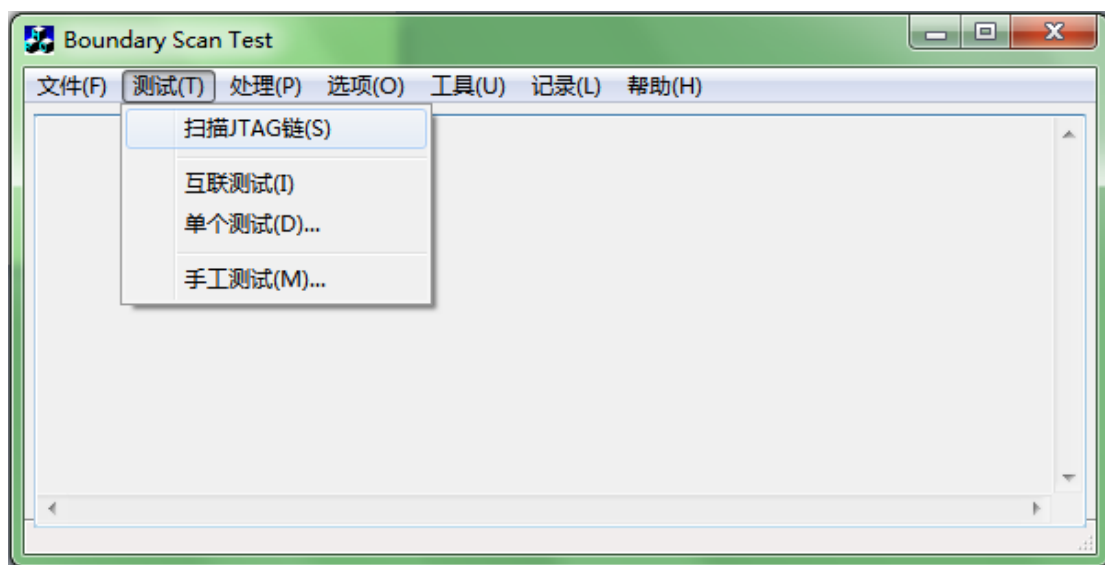 Boundary Scan Test
文件(F) 测试(T) 处理(P) 选项(O) 工具(U) 记录(L) 帮助(H)
扫描JTAG链(S)
互联测试(I)
单个测试(D)...
手工测试(M)...